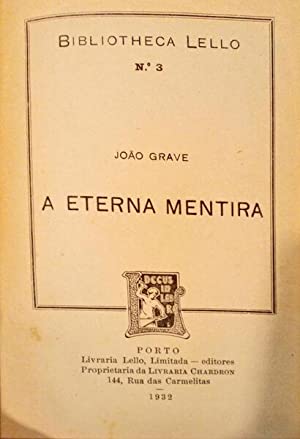 BIBLIOTHECA LELLO
N.º 3
JOÃO GRAVE
A ETERNA MENTIRA
DECUS
PORTO
Livraria Lello, Limitada — editores
Proprietaria da LIVRARIA CHARDRON
144, Rua das Carmelitas
1932